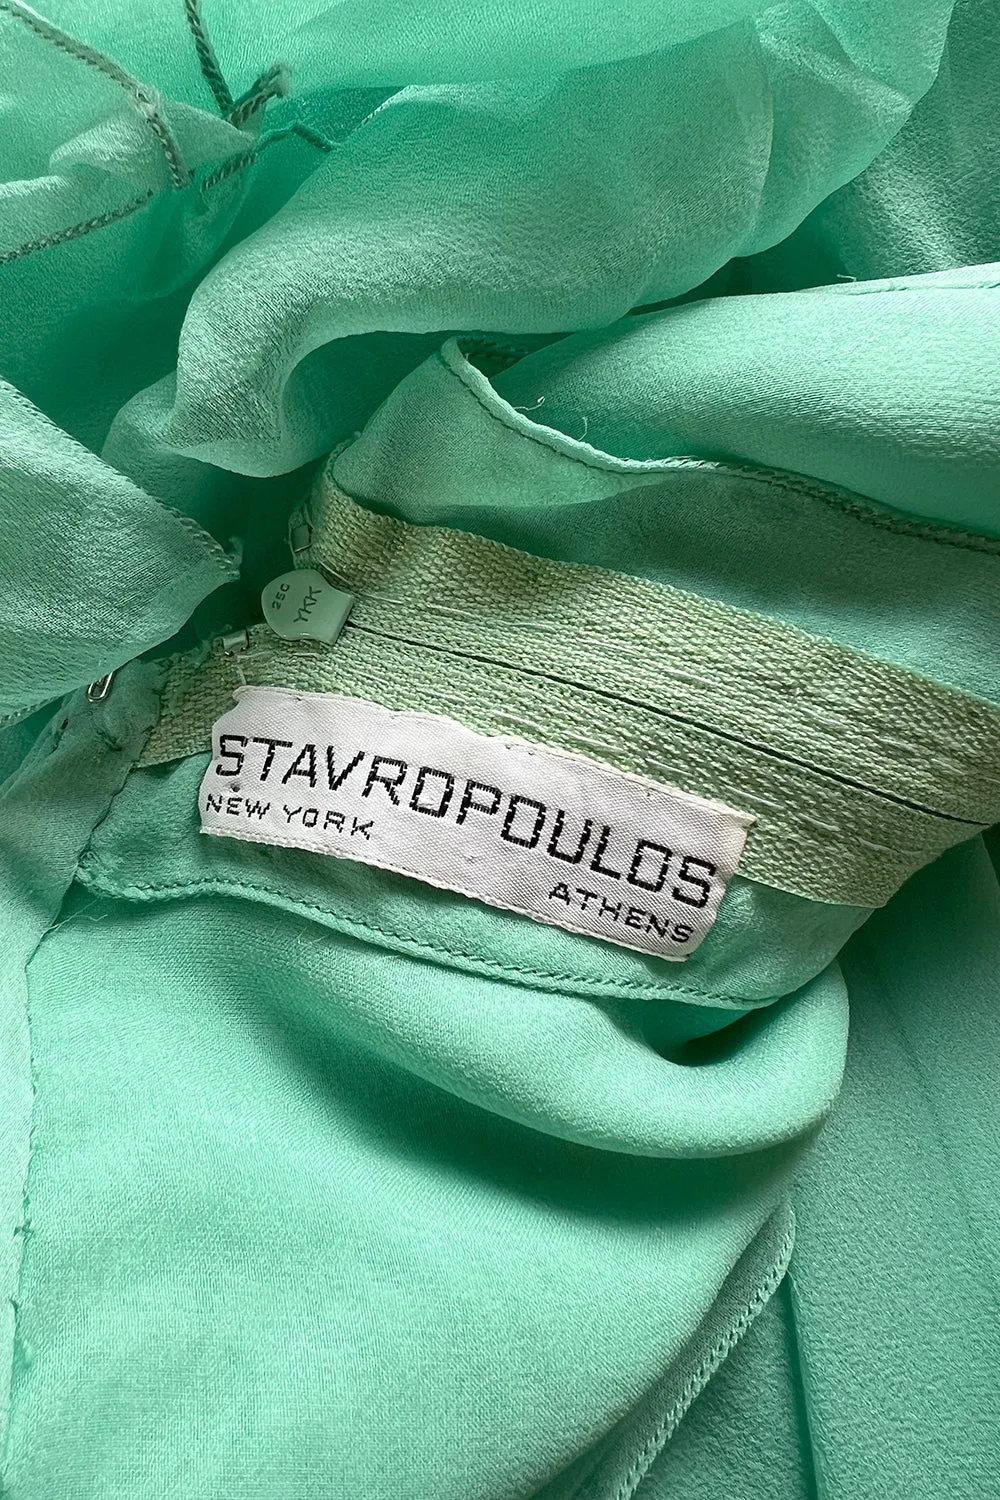 25C
YKK
STAVROPOULOS
NEW YORK
ATHENS